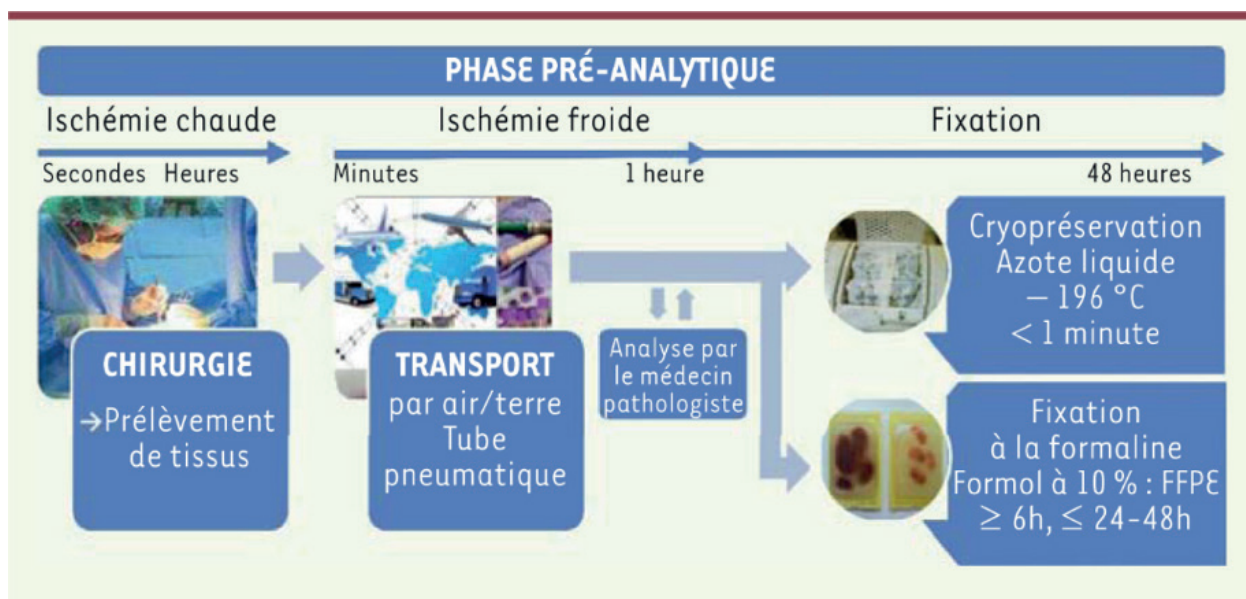 PHASE PRÉ-ANALYTIQUE
Ischémie chaude
Ischémie froide
Fixation
Secondes Heures
Minutes
1 heure
48 heures
CHIRURGIE
→Prélèvement
de tissus
TRANSPORT
par air/terre
Tube
pneumatique
Analyse par
le médecin
pathologiste
Cryopréservation
Azote liquide
– 196 °C
< 1 minute
Fixation
à la formaline
Formol à 10 % : FFPE
≥ 6h, ≤ 24-48h